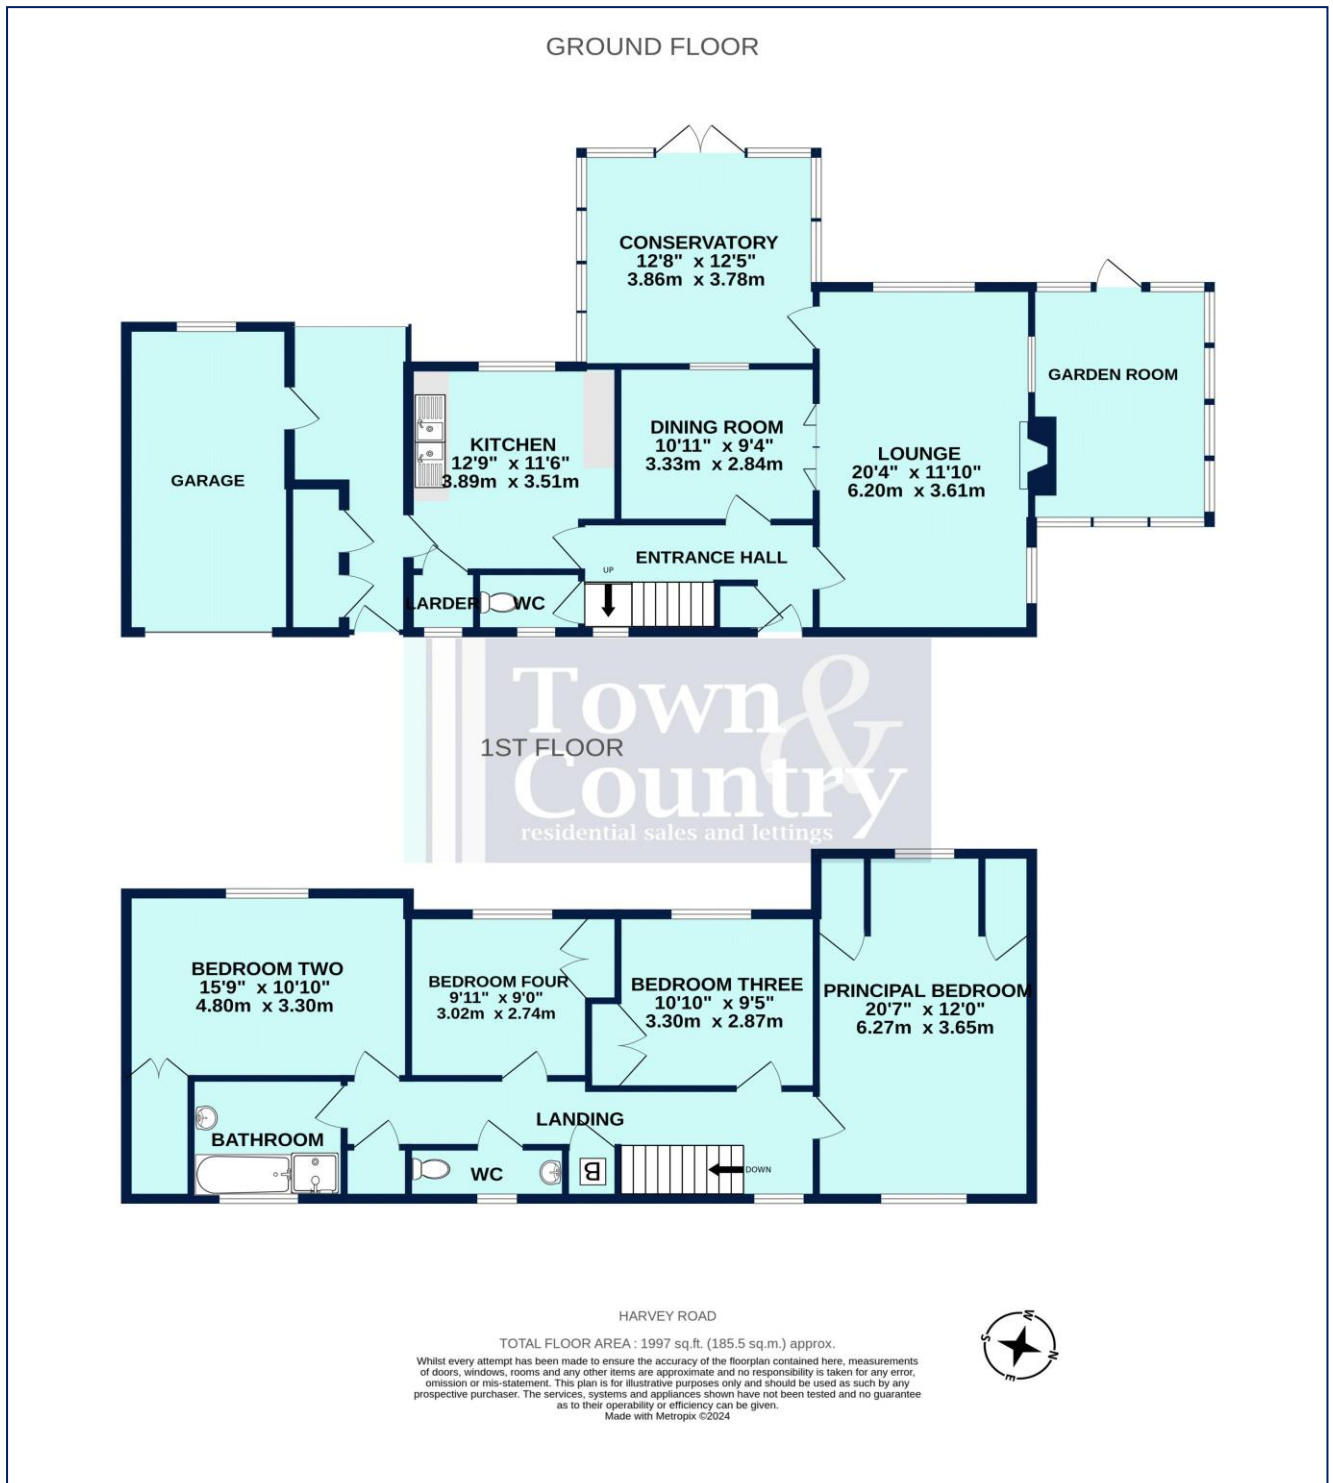 GROUND FLOOR
CONSERVATORY
12'8" x 12'5"
3.86m x 3.78m
GARDEN ROOM
DINING ROOM
10'11" x 9'4"
3.33m x 2.84m
KITCHEN
12'9" x 11'6"
3.89m x 3.51m
LOUNGE
20'4" x 11'10"
6.20m x 3.61m
GARAGE
ENTRANCE HALL
UP
LARDER
WC
Town &
Country
residential sales and lettings
1ST FLOOR
BEDROOM TWO
15'9" x 10'10"
4.80m x 3.30m
BEDROOM FOUR
9'11" x 9'0"
3.02m x 2.74m
BEDROOM THREE
10'10" x 9'5"
3.30m x 2.87m
PRINCIPAL BEDROOM
20'7" x 12'0"
6.27m x 3.65m
LANDING
BATHROOM
WC
B
DOWN
HARVEY ROAD
TOTAL FLOOR AREA : 1997 sq.ft. (185.5 sq.m.) approx.
Whilst every attempt has been made to ensure the accuracy of the floorplan contained here, measurements
of doors, windows, rooms and any other items are approximate and no responsibility is taken for any error,
omission or mis-statement. This plan is for illustrative purposes only and should be used as such by any
prospective purchaser. The services, systems and appliances shown have not been tested and no guarantee
as to their operability or efficiency can be given.
Made with Metropix ©2024
W
S
N
E